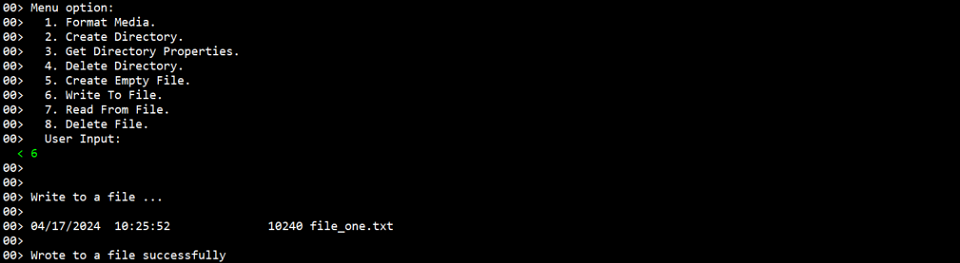 00> Menu option:
00>   1. Format Media.
00>   2. Create Directory.
00>   3. Get Directory Properties.
00>   4. Delete Directory.
00>   5. Create Empty File.
00>   6. Write To File.
00>   7. Read From File.
00>   8. Delete File.
00>   User Input:
  < 6
00>
00>
00> Write to a file ...
00>
00> 04/17/2024  10:25:52              10240 file_one.txt
00>
00> Wrote to a file successfully